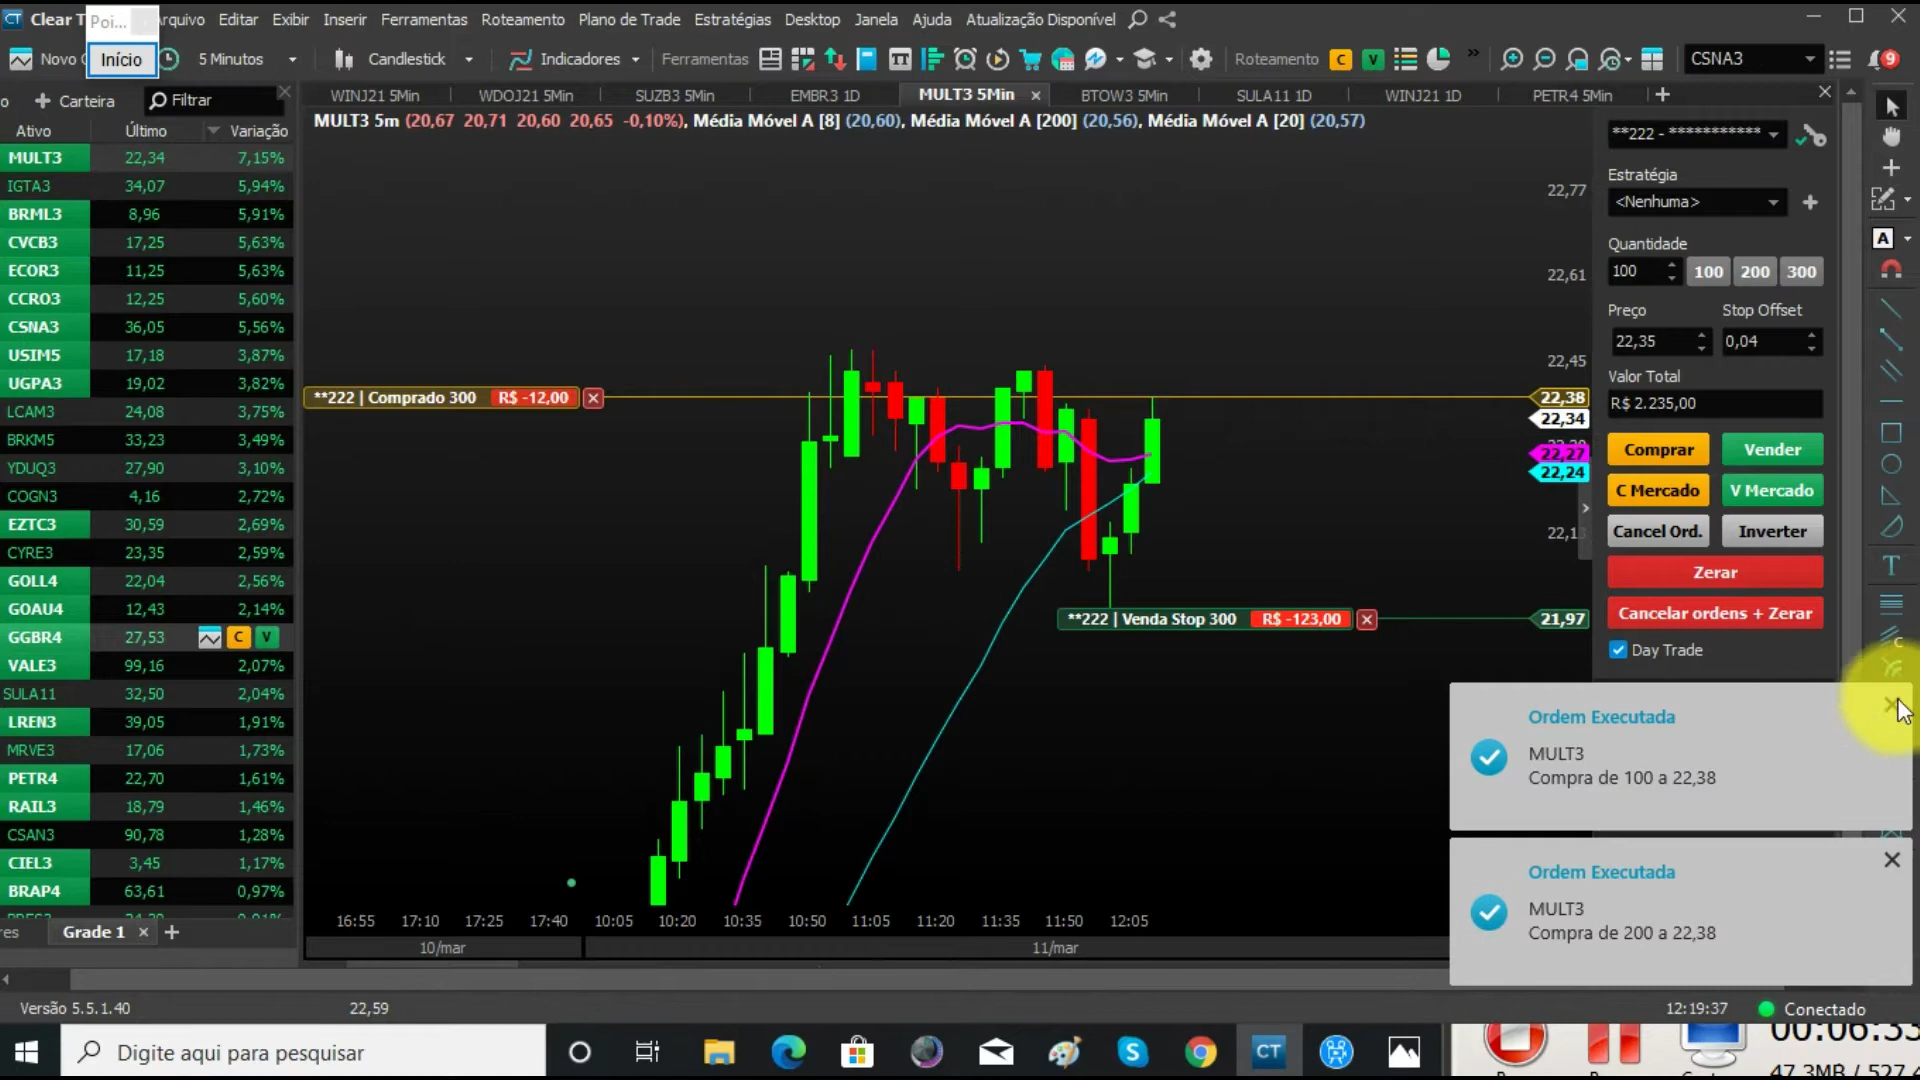 Clear T
Poi...
Arquivo Editar Exibir Inserir Ferramentas Roteamento Plano de Trade Estratégias Desktop Janela Ajuda Atualização Disponível
Novo
Início
5 Minutos
Candlestick
Indicadores
Ferramentas
Roteamento
C V
CSNA3
9
Carteira
Filtrar
WINJ21 5Min WDOJ21 5Min SUZB3 5Min EMBR3 1D MULT3 5Min BTOW3 5Min SULA11 1D WINJ21 1D PETR4 5Min
MULT3 5m (20,67 20,71 20,60 20,65 -0,10%), Média Móvel A [8] (20,60), Média Móvel A [200] (20,56), Média Móvel A [20] (20,57)
Ativo Último Variação
MULT3 22,34 7,15%
IGTA3 34,07 5,94%
BRML3 8,96 5,91%
CVCB3 17,25 5,63%
ECOR3 11,25 5,63%
CCRO3 12,25 5,60%
CSNA3 36,05 5,56%
USIM5 17,18 3,87%
UGPA3 19,02 3,82%
LCAM3 24,08 3,75%
BRKM5 33,23 3,49%
YDUQ3 27,90 3,10%
COGN3 4,16 2,72%
EZTC3 30,59 2,69%
CYRE3 23,35 2,59%
GOLL4 22,04 2,56%
GOAU4 12,43 2,14%
GGBR4 27,53 C V
VALE3 99,16 2,07%
SULA11 32,50 2,04%
LREN3 39,05 1,91%
MRVE3 17,06 1,73%
PETR4 22,70 1,61%
RAIL3 18,79 1,46%
CSAN3 90,78 1,28%
CIEL3 3,45 1,17%
BRAP4 63,61 0,97%
res Grade 1
22,77
22,61
22,45
22,38
22,34
22,27
22,24
21,97
**222 | Comprado 300 R$ -12,00
**222 | Venda Stop 300 R$ -123,00
16:55 17:10 17:25 17:40 10:05 10:20 10:35 10:50 11:05 11:20 11:35 11:50 12:05
10/mar 11/mar
**222 - ***********
Estratégia
<Nenhuma>
Quantidade
100 100 200 300
Preço Stop Offset
22,35 0,04
Valor Total
R$ 2.235,00
Comprar Vender
C Mercado V Mercado
Cancel Ord. Inverter
Zerar
Cancelar ordens + Zerar
Day Trade
Ordem Executada
MULT3
Compra de 100 a 22,38
Ordem Executada
MULT3
Compra de 200 a 22,38
Versão 5.5.1.40 22,59 12:19:37 Conectado
Digite aqui para pesquisar
CT
00:06:33
47.3MB / 527.4